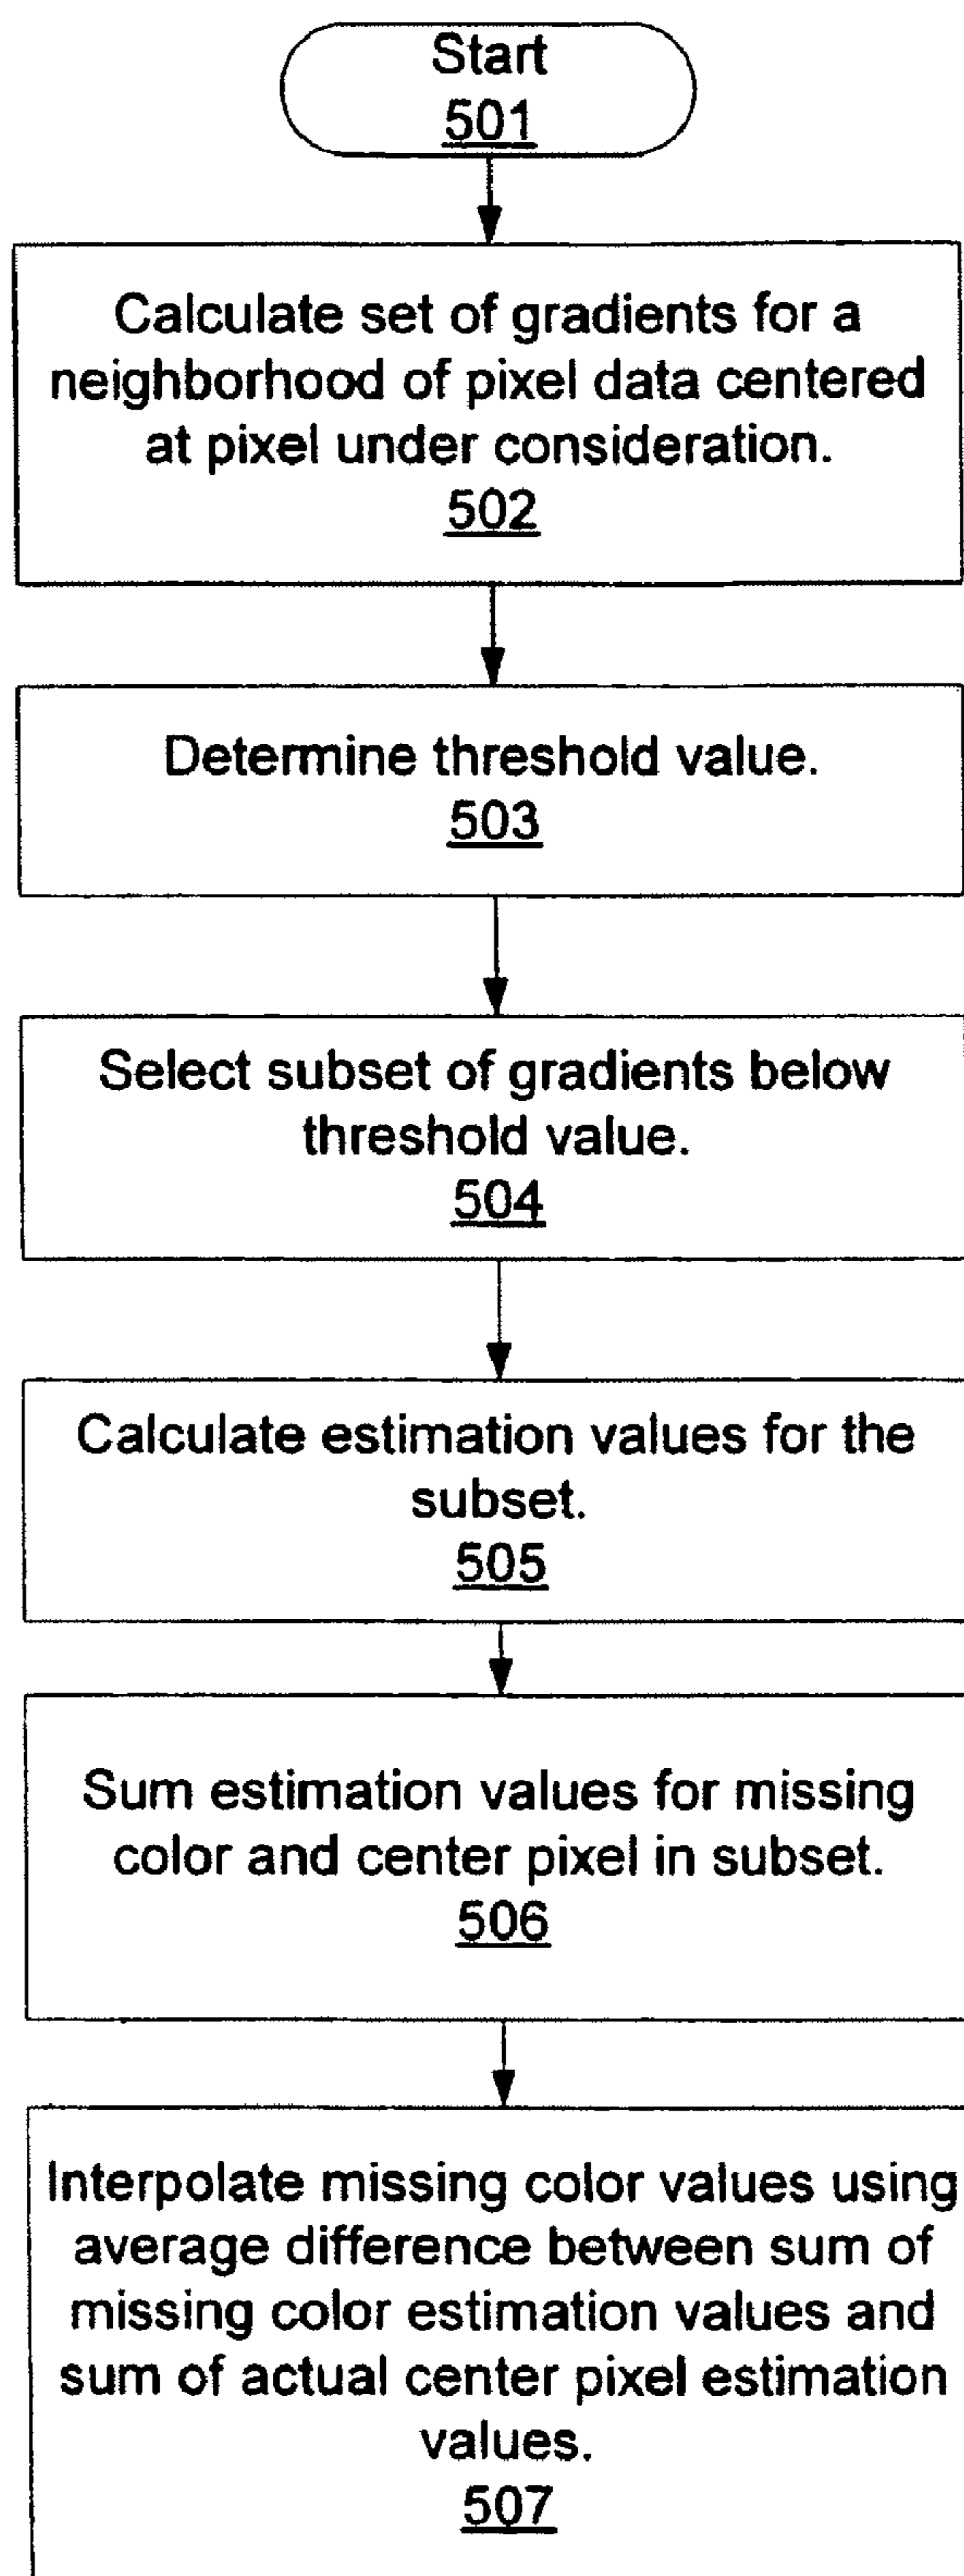 Start
501
Calculate set of gradients for a
neighborhood of pixel data centered
at pixel under consideration.
502
Determine threshold value.
503
Select subset of gradients below
threshold value.
504
Calculate estimation values for the
subset.
505
Sum estimation values for missing
color and center pixel in subset.
506
Interpolate missing color values using
average difference between sum of
missing color estimation values and
sum of actual center pixel estimation
values.
507